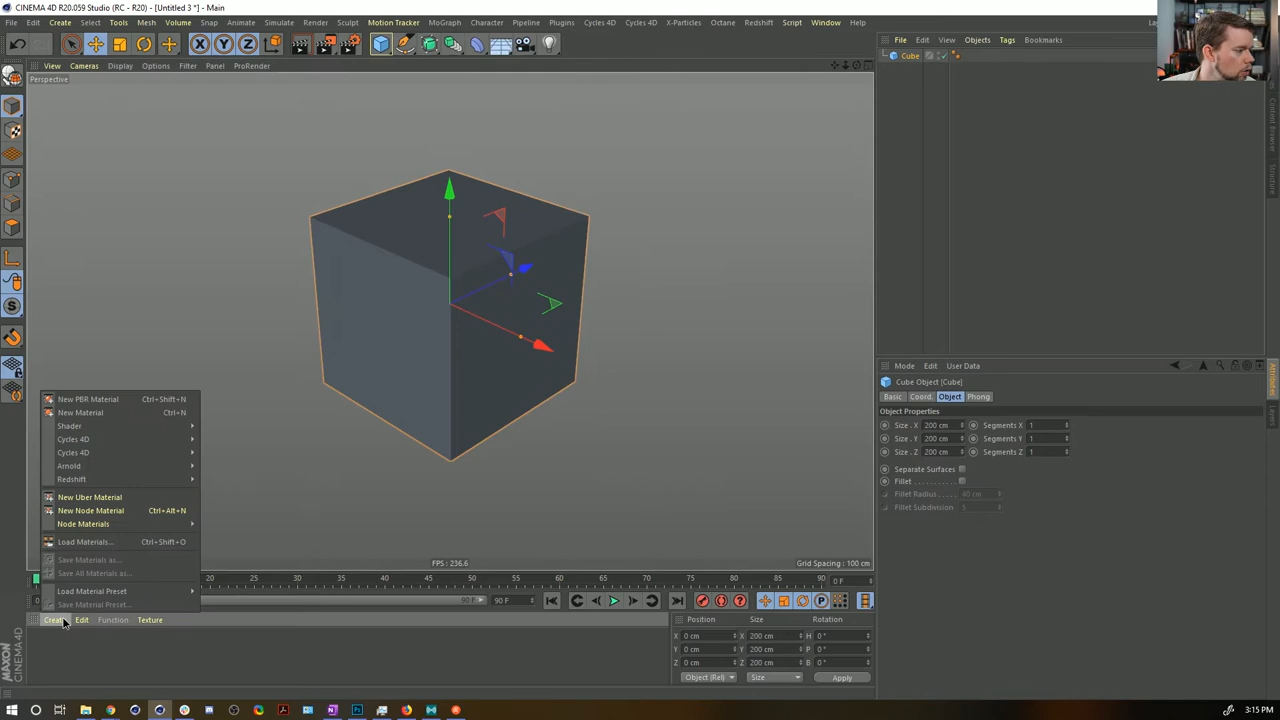 CINEMA 4D R20.059 Studio (RC - R20) - [Untitled 3 *] - Main
File Edit Create Select Tools Mesh Volume Snap Animate Simulate Render Sculpt Motion Tracker MoGraph Character Pipeline Plugins Cycles 4D Cycles 4D X-Particles Octane Redshift Script Window Help
View Cameras Display Options Filter Panel ProRender
Perspective
File Edit View Objects Tags Bookmarks
Cube
Content Browser
Structure
New PBR Material Ctrl+Shift+N
New Material Ctrl+N
Shader
Cycles 4D
Cycles 4D
Arnold
Redshift
New Uber Material
New Node Material Ctrl+Alt+N
Node Materials
Load Materials... Ctrl+Shift+O
Save Materials as...
Save All Materials as...
Load Material Preset
Save Material Preset...
FPS : 236.6
Grid Spacing : 100 cm
20 25 30 35 40 45 50 55 60 65 70 75 80 85 90 0 F
90 F 90 F
Create Edit Function Texture
Position Size Rotation
X 0 cm X 200 cm H 0 °
Y 0 cm Y 200 cm P 0 °
Z 0 cm Z 200 cm B 0 °
Object (Rel) Size Apply
Mode Edit User Data
Cube Object [Cube]
Basic Coord. Object Phong
Object Properties
Size . X 200 cm Segments X 1
Size . Y 200 cm Segments Y 1
Size . Z 200 cm Segments Z 1
Separate Surfaces
Fillet
Fillet Radius . 40 cm
Fillet Subdivision 5
Attributes
Layers
MAXON
CINEMA 4D
3:15 PM